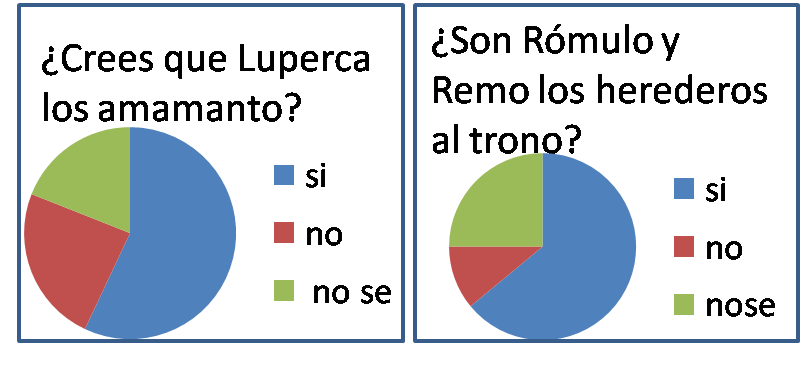 ¿Crees que Luperca
los amamanto?
si
no
no se
¿Son Rómulo y
Remo los herederos
al trono?
si
no
nose